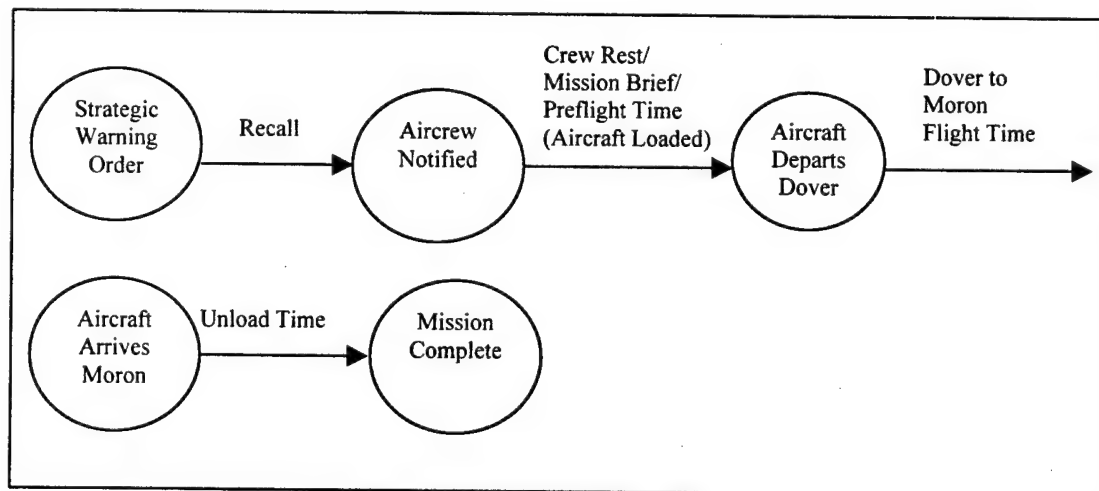 Strategic
Warning
Order
Recall
Aircrew
Notified
Crew Rest/
Mission Brief/
Preflight Time
(Aircraft Loaded)
Aircraft
Departs
Dover
Dover to
Moron
Flight Time
Aircraft
Arrives
Moron
Unload Time
Mission
Complete